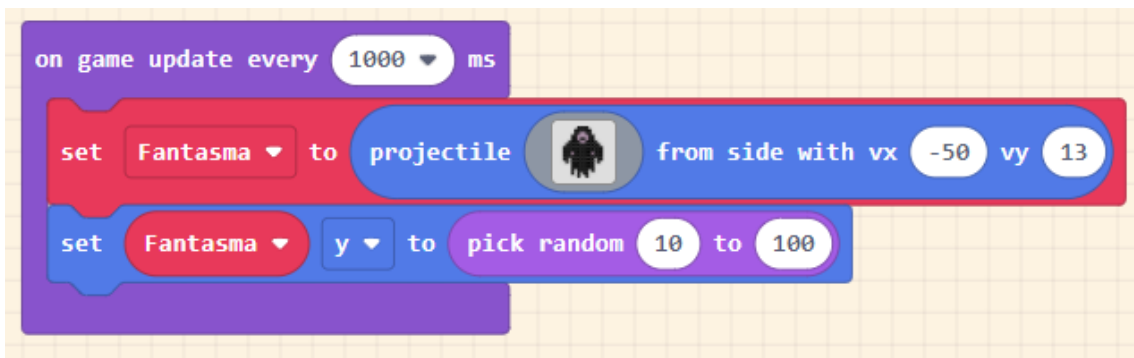 on game update every 1000 ms
set Fantasma to projectile from side with vx -50 vy 13
set Fantasma y to pick random 10 to 100